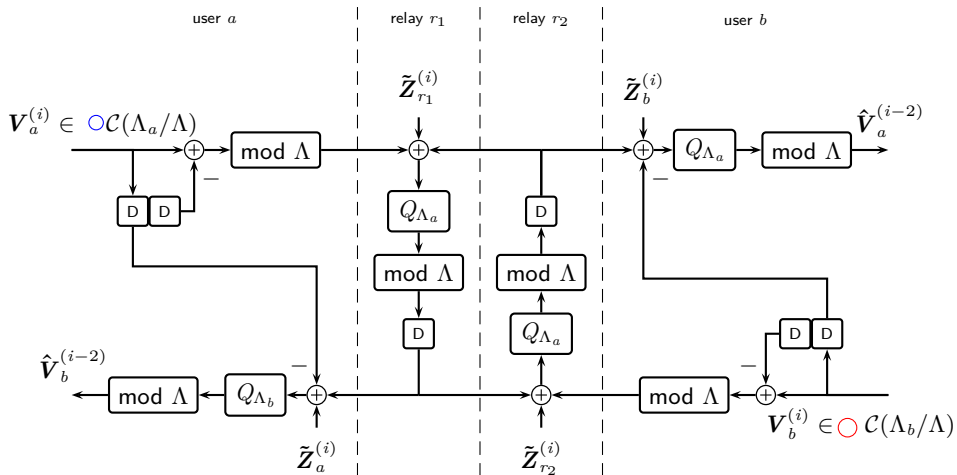 user a relay r₁ relay r₂ user b
Z̃_{r₁}^{(i)} Z̃_b^{(i)}
V_a^{(i)} ∈ C(Λ_a/Λ) V̂_a^{(i−2)}
+ mod Λ + + Q_{Λ_a} mod Λ
− −
D D Q_{Λ_a} D
mod Λ mod Λ
D Q_{Λ_a} D D
V̂_b^{(i−2)} − −
mod Λ Q_{Λ_b} + + mod Λ +
Z̃_a^{(i)} Z̃_{r₂}^{(i)} V_b^{(i)} ∈ C(Λ_b/Λ)